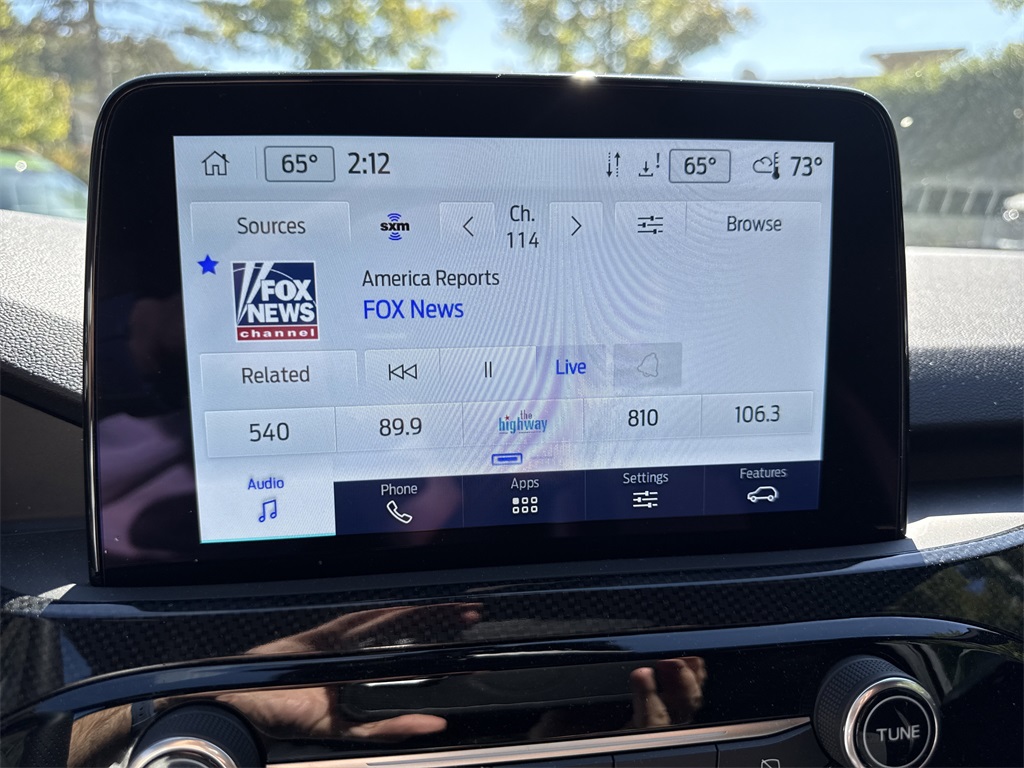 65° 2:12 65° 73°
Sources sxm Ch. 114 Browse
FOX NEWS channel
America Reports
FOX News
Related Live
540 89.9 the highway 810 106.3
Audio Phone Apps Settings Features
TUNE